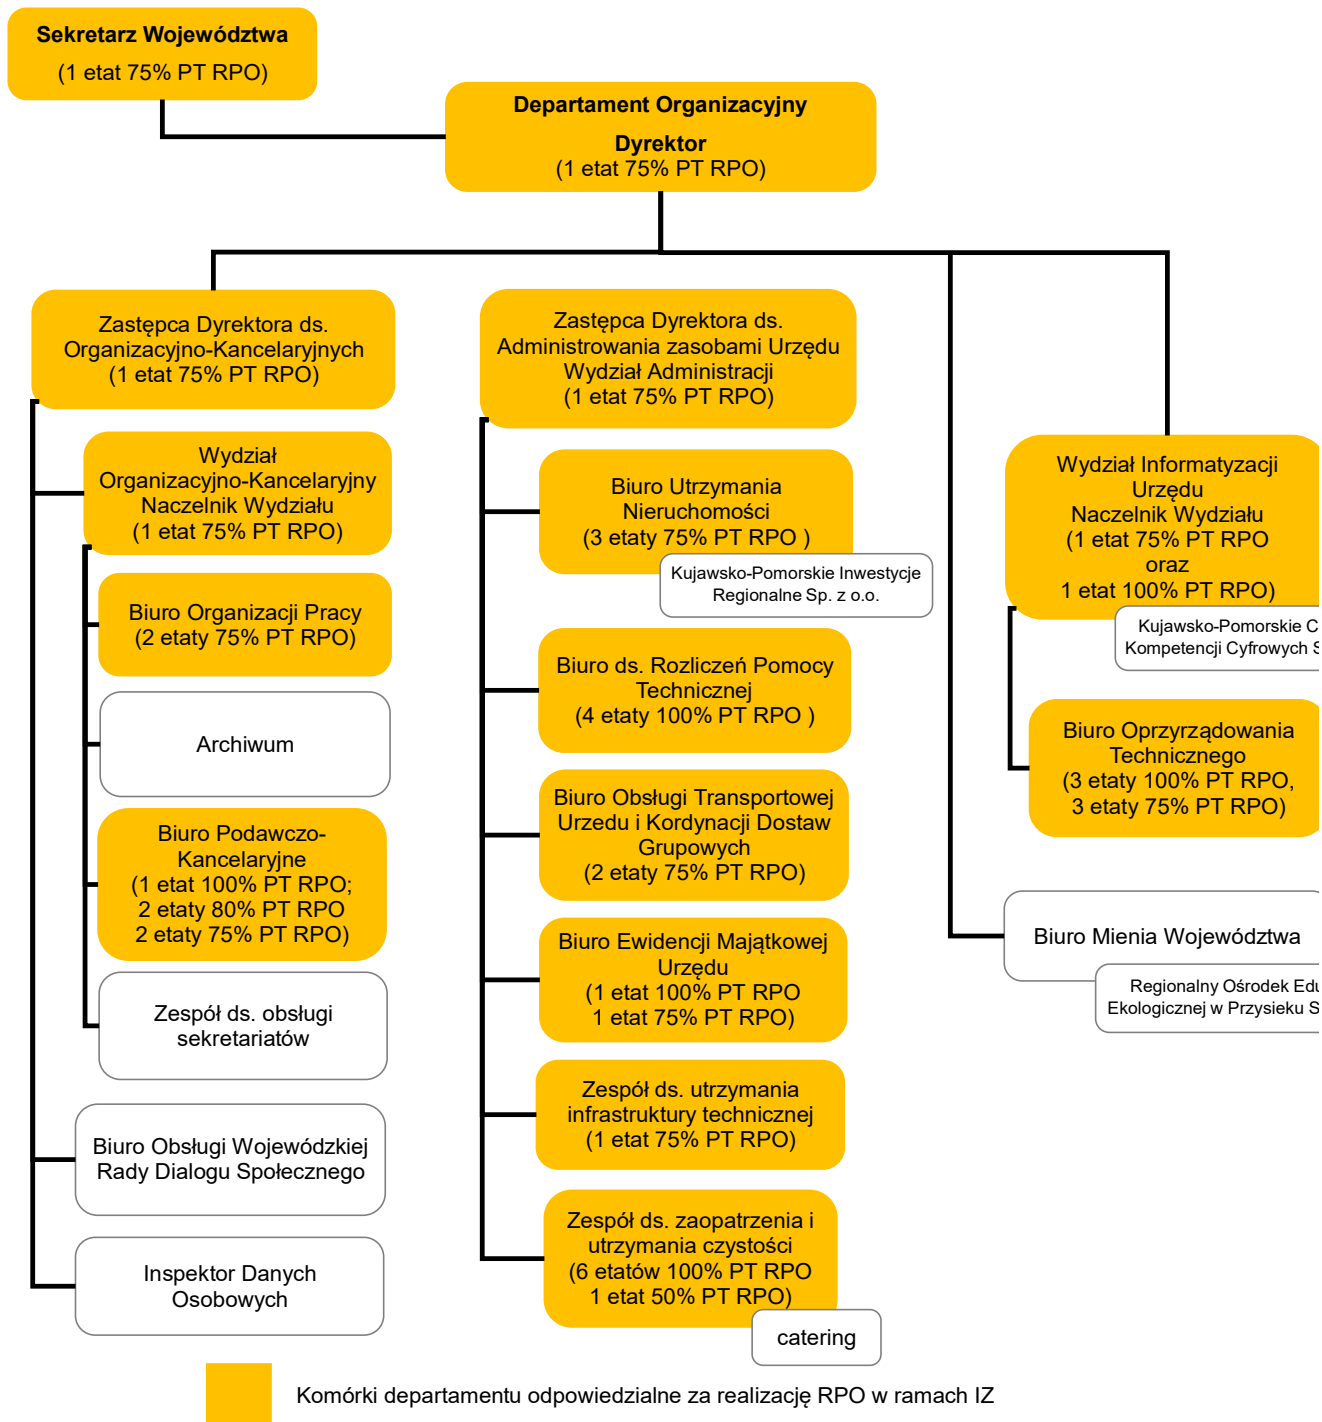 Sekretarz Województwa
(1 etat 75% PT RPO)
Departament Organizacyjny
Dyrektor
(1 etat 75% PT RPO)
Zastępca Dyrektora ds.
Organizacyjno-Kancelaryjnych
(1 etat 75% PT RPO)
Wydział
Organizacyjno-Kancelaryjny
Naczelnik Wydziału
(1 etat 75% PT RPO)
Biuro Organizacji Pracy
(2 etaty 75% PT RPO)
Archiwum
Biuro Podawczo-
Kancelaryjne
(1 etat 100% PT RPO;
2 etaty 80% PT RPO
2 etaty 75% PT RPO)
Zespół ds. obsługi
sekretariatów
Biuro Obsługi Wojewódzkiej
Rady Dialogu Społecznego
Inspektor Danych
Osobowych
Zastępca Dyrektora ds.
Administrowania zasobami Urzędu
Wydział Administracji
(1 etat 75% PT RPO)
Biuro Utrzymania
Nieruchomości
(3 etaty 75% PT RPO )
Kujawsko-Pomorskie Inwestycje
Regionalne Sp. z o.o.
Biuro ds. Rozliczeń Pomocy
Technicznej
(4 etaty 100% PT RPO )
Biuro Obsługi Transportowej
Urzedu i Kordynacji Dostaw
Grupowych
(2 etaty 75% PT RPO)
Biuro Ewidencji Majątkowej
Urzędu
(1 etat 100% PT RPO
1 etat 75% PT RPO)
Zespół ds. utrzymania
infrastruktury technicznej
(1 etat 75% PT RPO)
Zespół ds. zaopatrzenia i
utrzymania czystości
(6 etatów 100% PT RPO
1 etat 50% PT RPO)
catering
Wydział Informatyzacji
Urzędu
Naczelnik Wydziału
(1 etat 75% PT RPO
oraz
1 etat 100% PT RPO)
Kujawsko-Pomorskie C
Kompetencji Cyfrowych S
Biuro Oprzyrządowania
Technicznego
(3 etaty 100% PT RPO,
3 etaty 75% PT RPO)
Biuro Mienia Województwa
Regionalny Ośrodek Edu
Ekologicznej w Przysieku S
Komórki departamentu odpowiedzialne za realizację RPO w ramach IZ